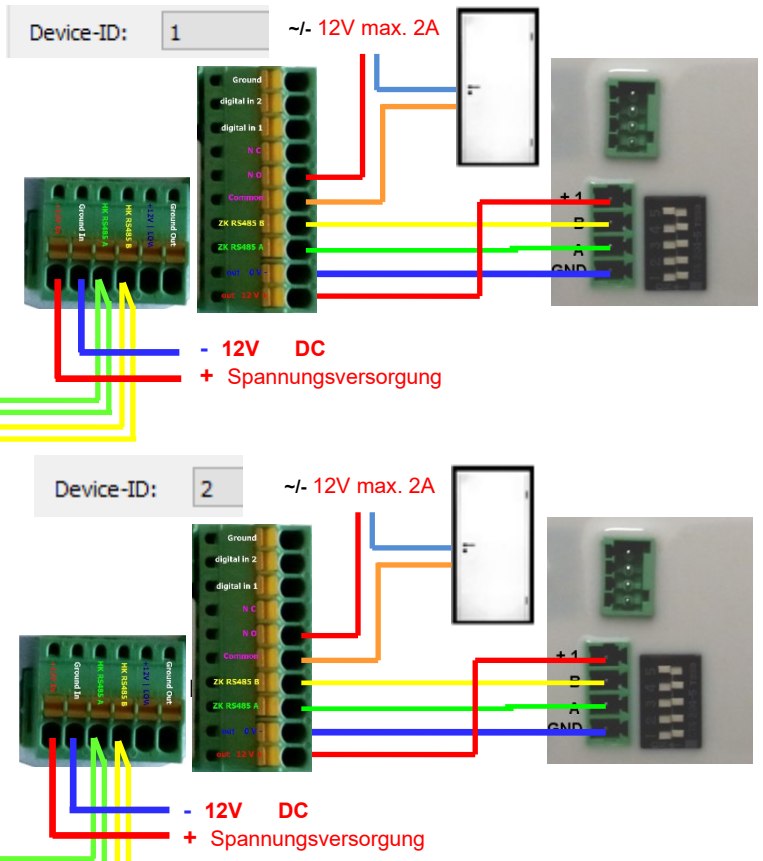 Device-ID: 1
~/- 12V max. 2A
Ground
digital in 2
digital in 1
N C
N O
Common
ZK RS485 B
ZK RS485 A
out 0 V -
out 12 V +
Ground In
HK RS485 A
HK RS485 B
Ground Out
+ 1
B
A
GND
- 12V DC
+ Spannungsversorgung
Device-ID: 2
~/- 12V max. 2A
Ground
digital in 2
digital in 1
N C
N O
Common
ZK RS485 B
ZK RS485 A
out 0 V -
out 12 V +
Ground In
HK RS485 A
HK RS485 B
Ground Out
+ 1
B
A
GND
- 12V DC
+ Spannungsversorgung